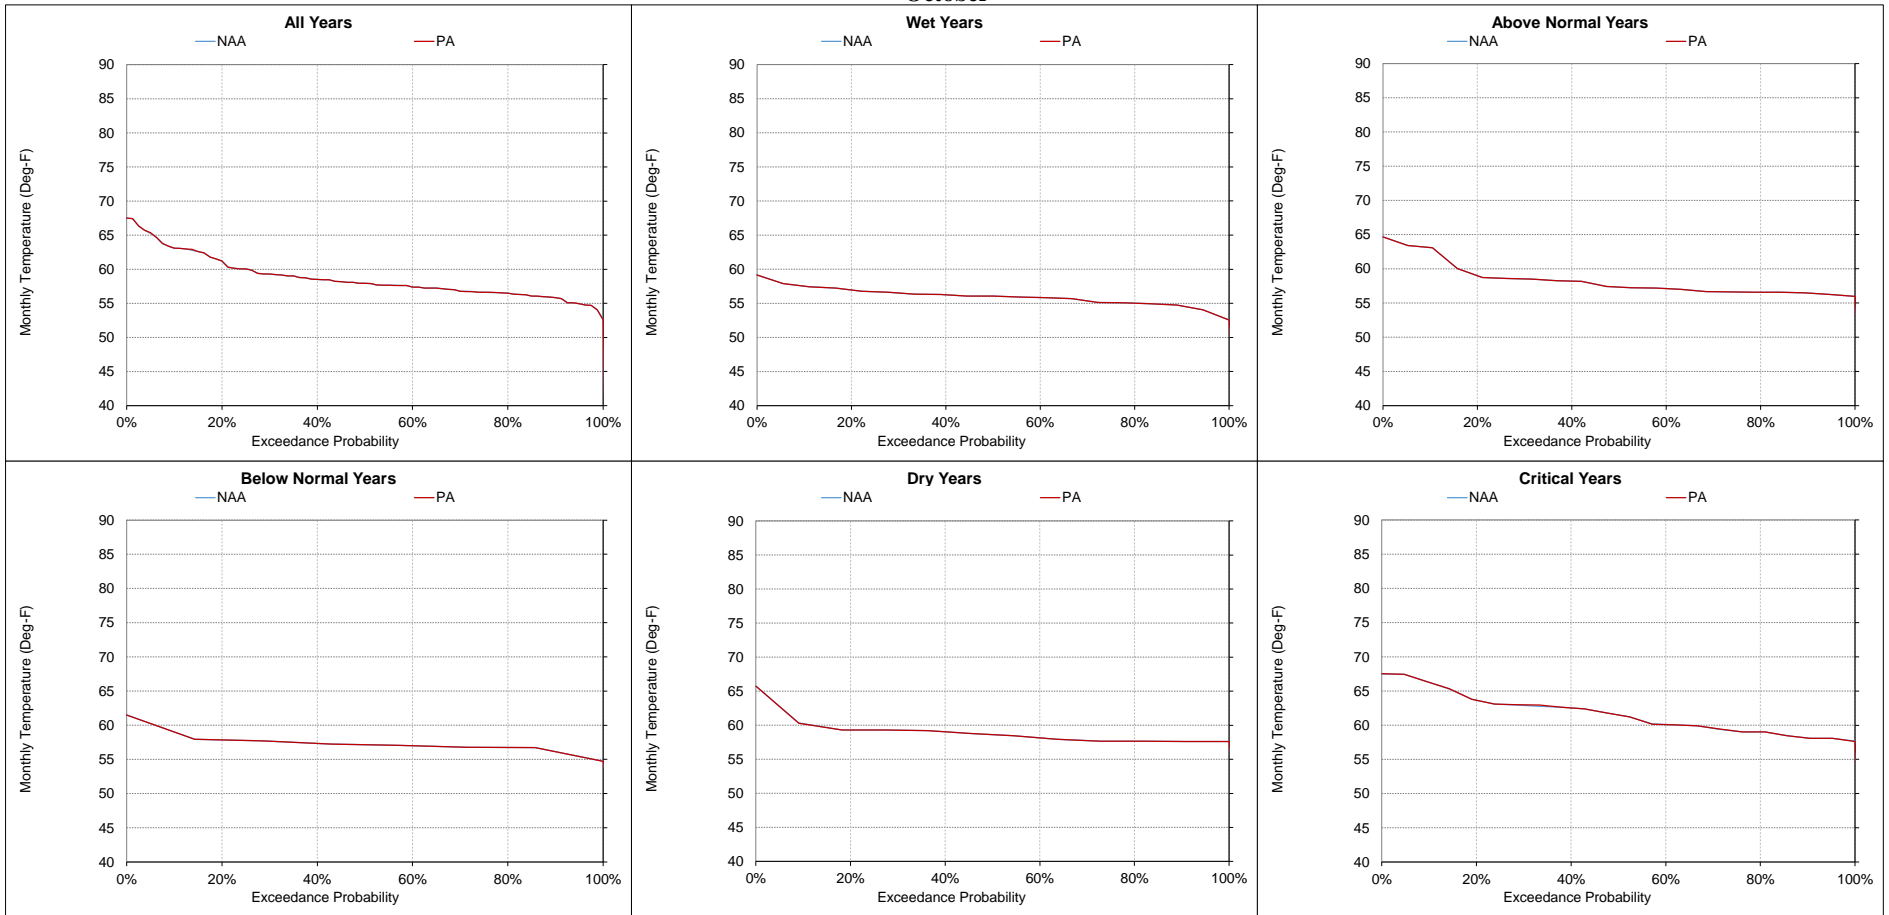 October
All Years
NAA PA
90
85
80
75
70
65
60
55
50
45
40
0% 20% 40% 60% 80% 100%
Monthly Temperature (Deg-F)
Exceedance Probability
Wet Years
NAA PA
90
85
80
75
70
65
60
55
50
45
40
0% 20% 40% 60% 80% 100%
Monthly Temperature (Deg-F)
Exceedance Probability
Above Normal Years
NAA PA
90
85
80
75
70
65
60
55
50
45
40
0% 20% 40% 60% 80% 100%
Monthly Temperature (Deg-F)
Exceedance Probability
Below Normal Years
NAA PA
90
85
80
75
70
65
60
55
50
45
40
0% 20% 40% 60% 80% 100%
Monthly Temperature (Deg-F)
Exceedance Probability
Dry Years
NAA PA
90
85
80
75
70
65
60
55
50
45
40
0% 20% 40% 60% 80% 100%
Monthly Temperature (Deg-F)
Exceedance Probability
Critical Years
NAA PA
90
85
80
75
70
65
60
55
50
45
40
0% 20% 40% 60% 80% 100%
Monthly Temperature (Deg-F)
Exceedance Probability